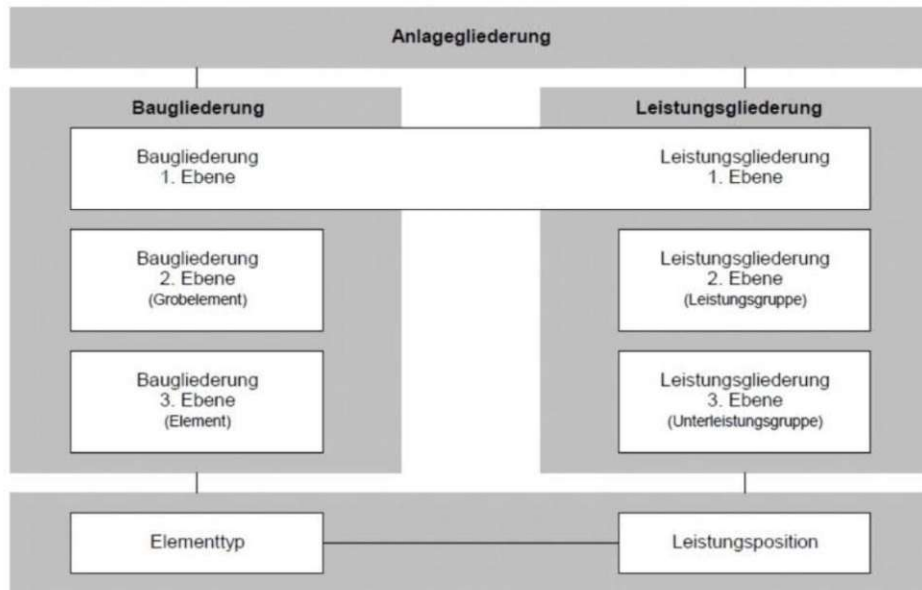 Anlagegliederung
Baugliederung
Leistungsgliederung
Baugliederung
1. Ebene
Leistungsgliederung
1. Ebene
Baugliederung
2. Ebene
(Grobelement)
Leistungsgliederung
2. Ebene
(Leistungsgruppe)
Baugliederung
3. Ebene
(Element)
Leistungsgliederung
3. Ebene
(Unterleistungsgruppe)
Elementtyp
Leistungsposition